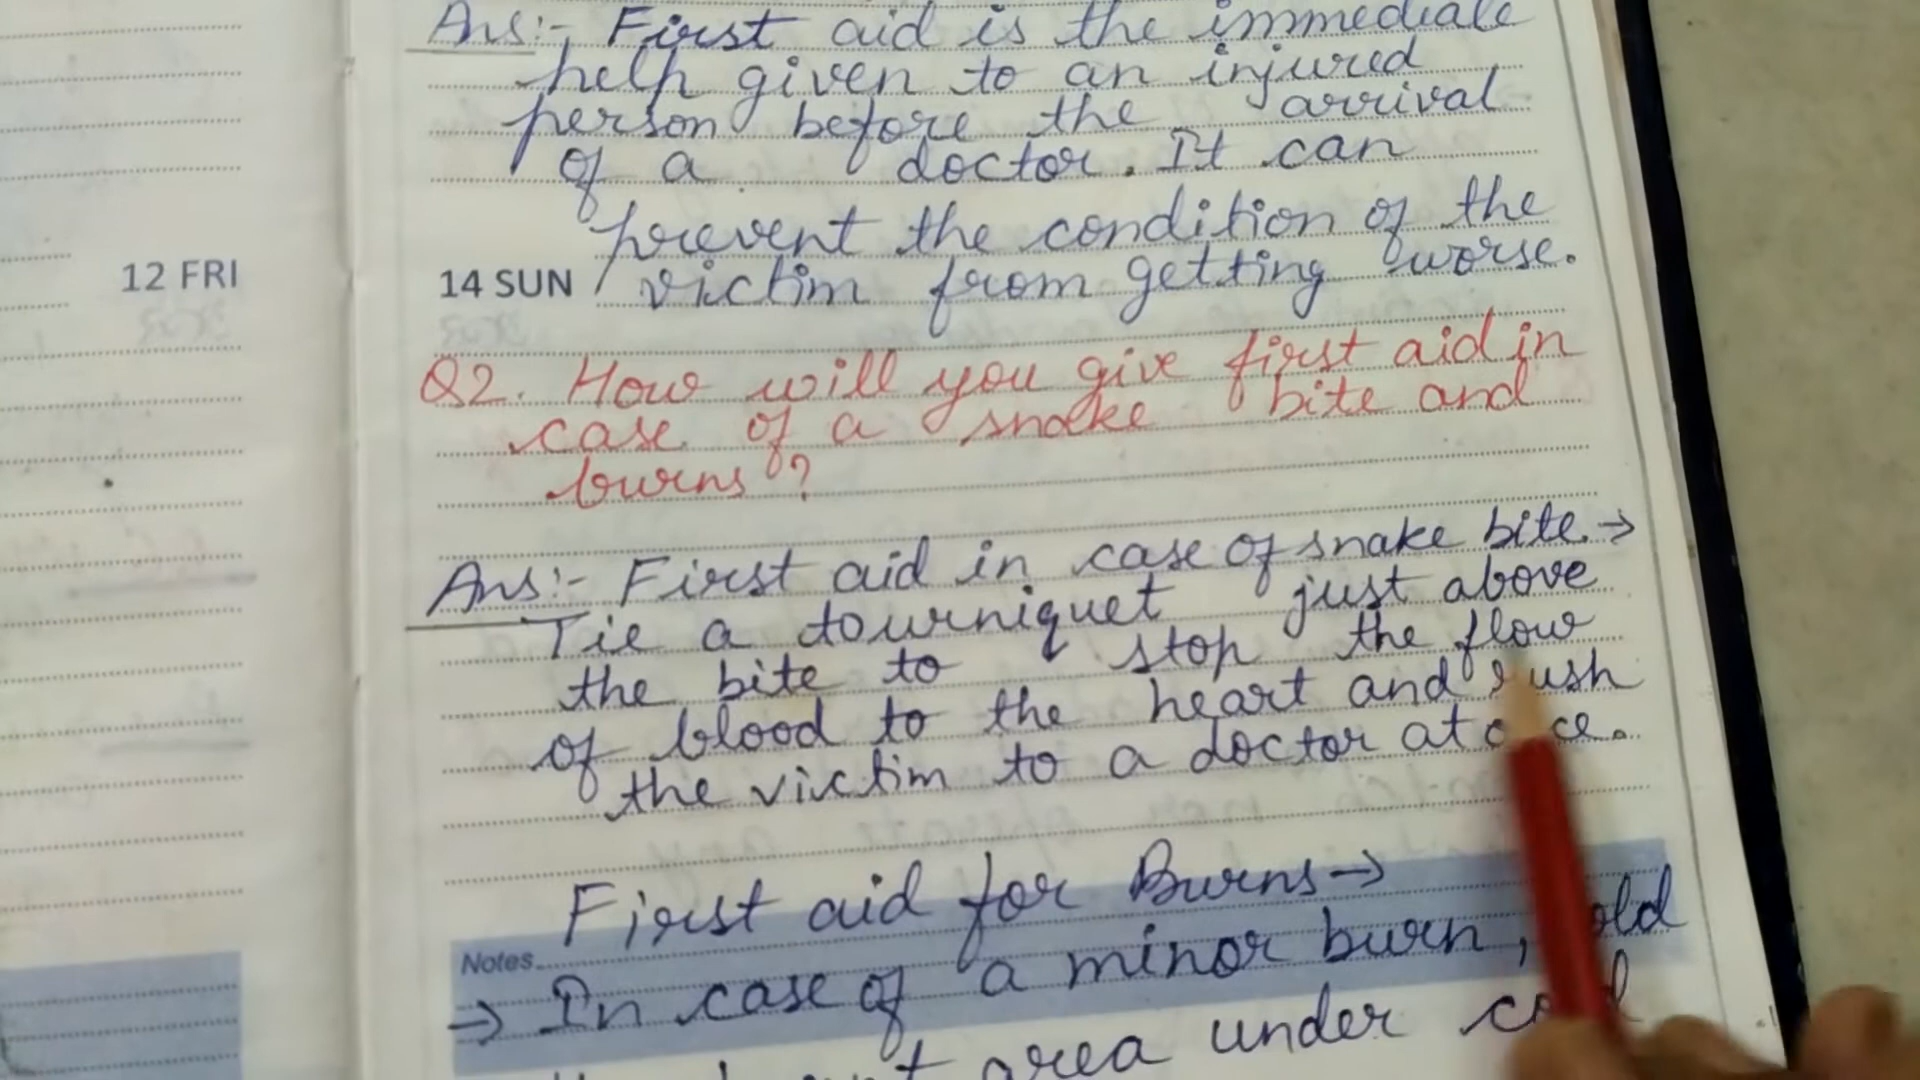 Ans:- First aid is the immediate
help given to an injured
person before the arrival
of a doctor. It can
prevent the condition of the
12 FRI
14 SUN victim from getting worse.
Q2. How will you give first aid in
case of a snake bite and
burns?
Ans:- First aid in case of snake bite →
Tie a tourniquet just above
the bite to stop the flow
of blood to the heart and rush
the victim to a doctor at
First aid for Burns →
Notes
→ In case of a minor burn,
area under